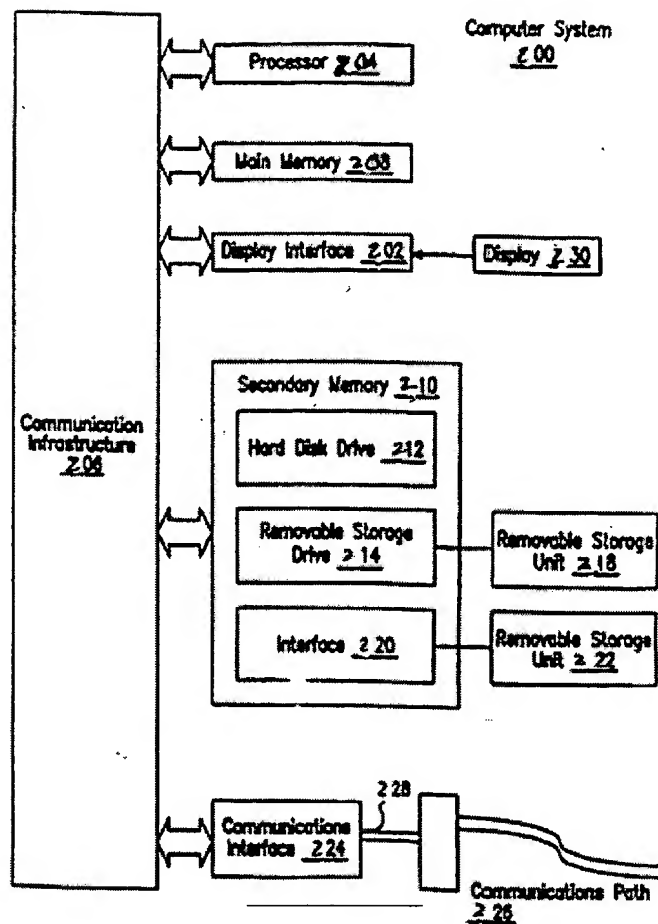 Computer System
200
Processor 204
Main Memory 208
Display Interface 202
Display 230
Communication
Infrastructure
206
Secondary Memory 210
Hard Disk Drive 212
Removable Storage
Drive 214
Removable Storage
Unit 218
Interface 220
Removable Storage
Unit 222
228
Communications
Interface 224
Communications Path
226